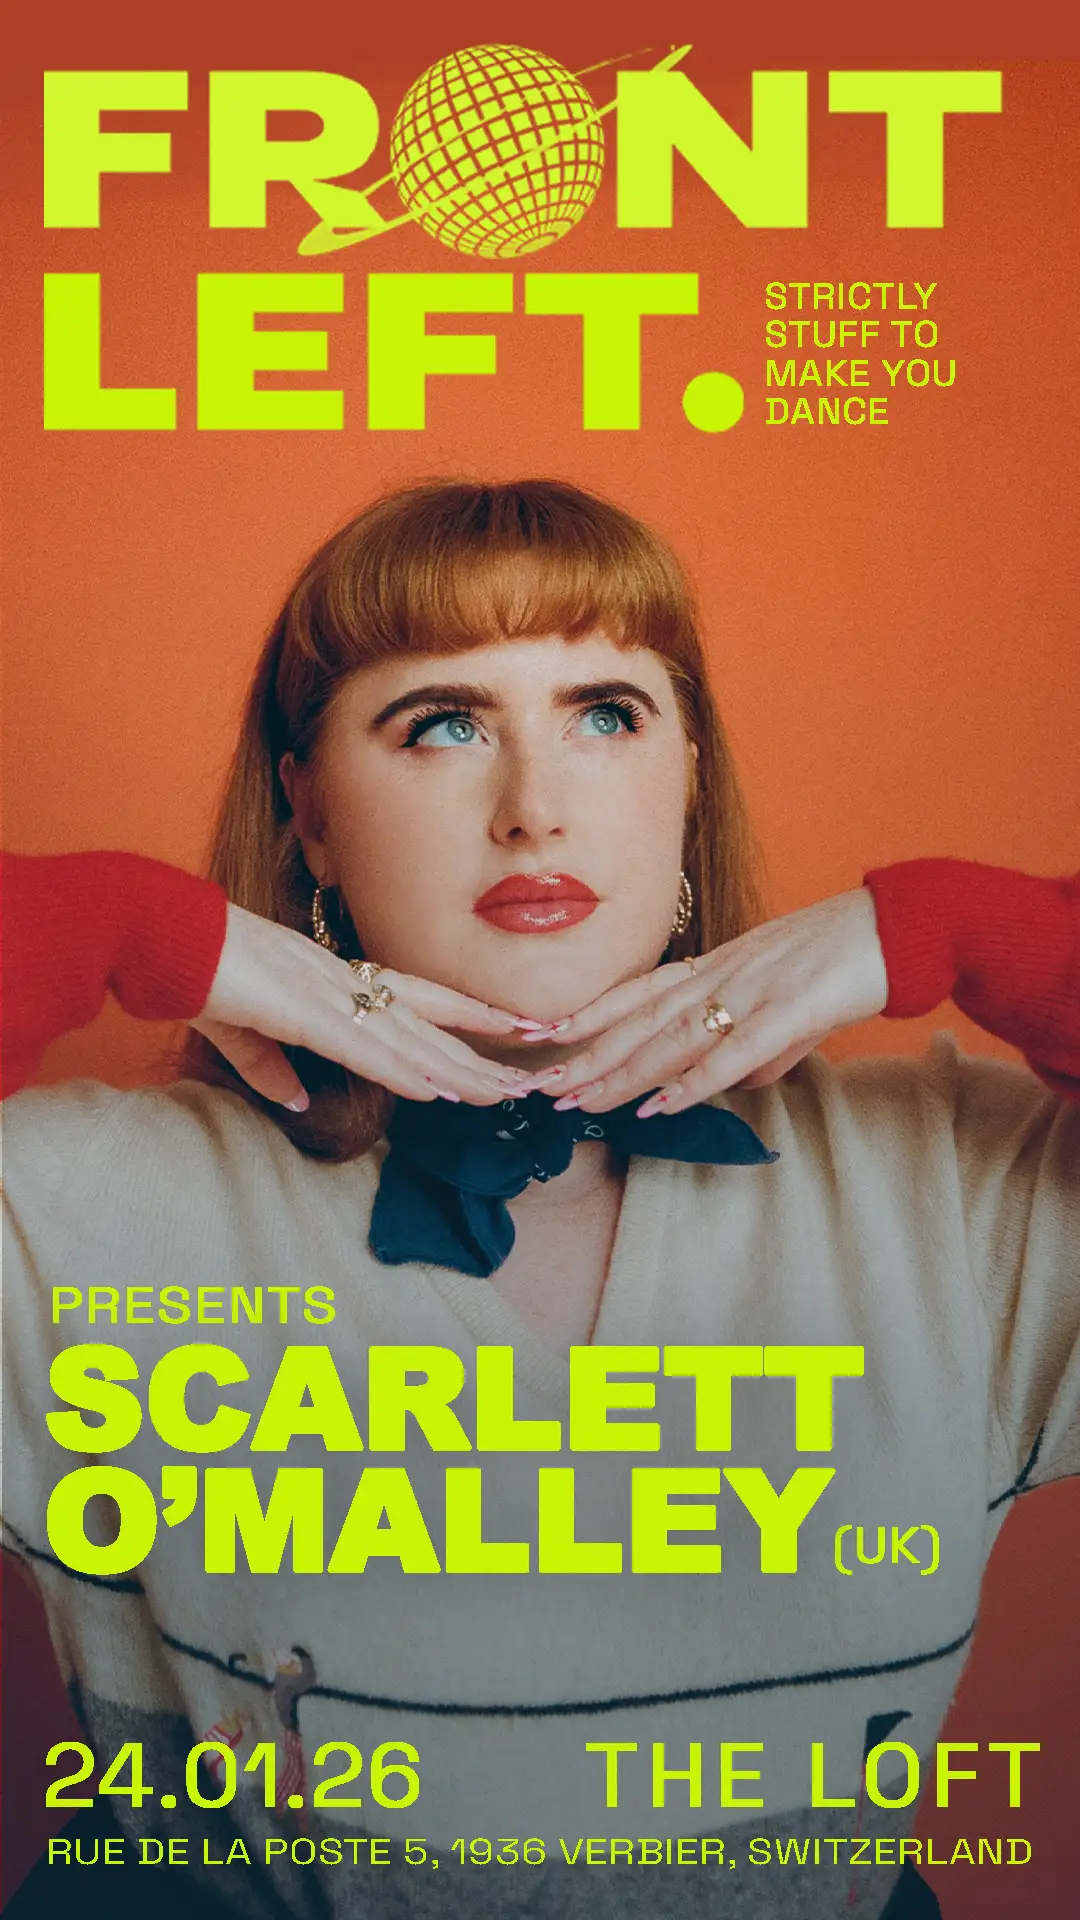 FRONT
LEFT.
STRICTLY
STUFF TO
MAKE YOU
DANCE
PRESENTS
SCARLETT
O’MALLEY (UK)
24.01.26 THE LOFT
RUE DE LA POSTE 5, 1936 VERBIER, SWITZERLAND